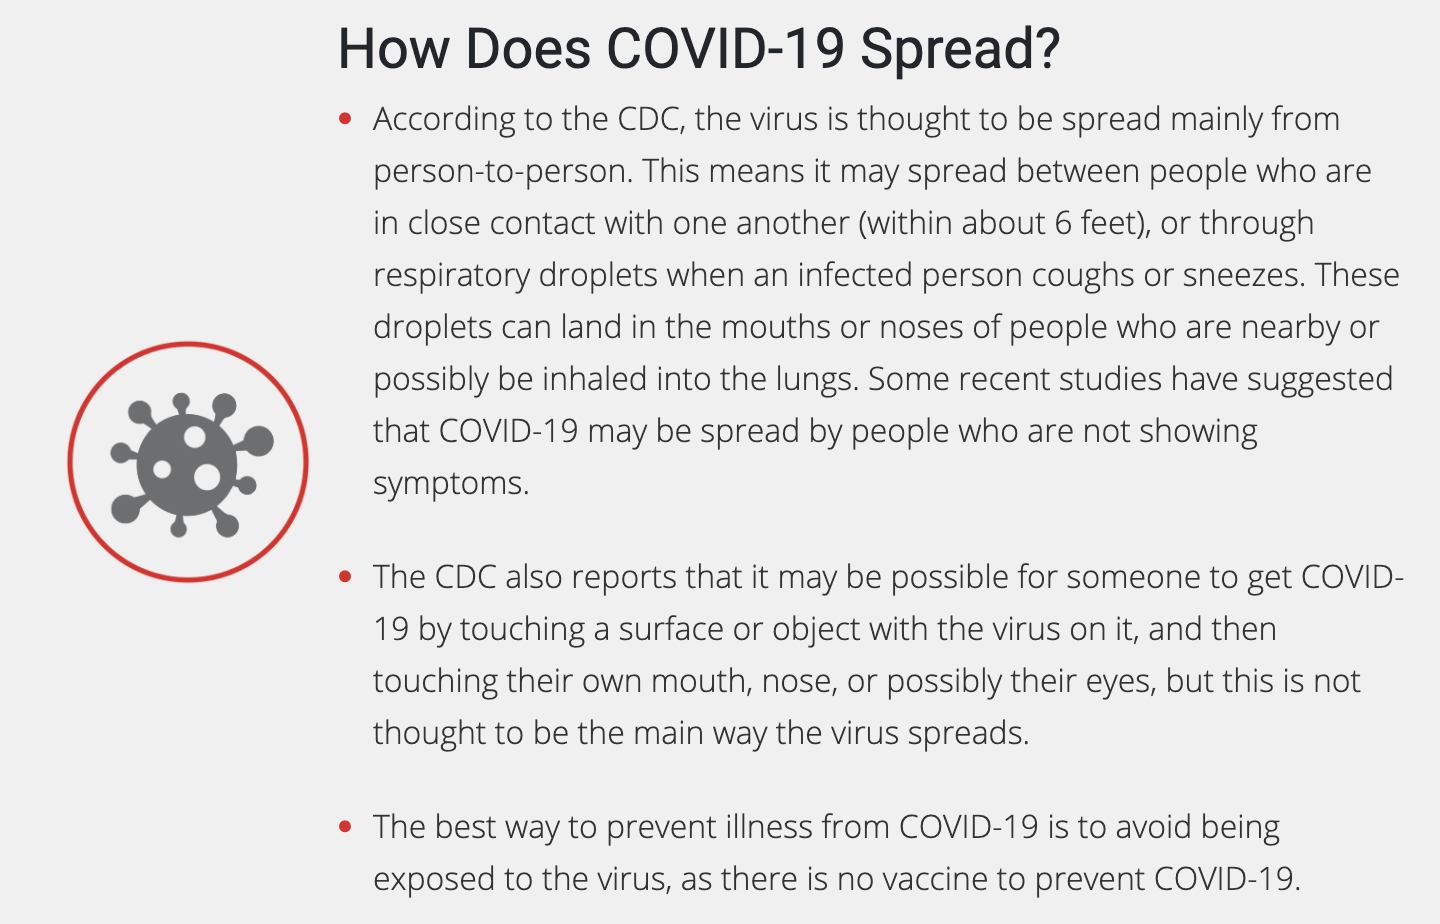 How Does COVID-19 Spread?
• According to the CDC, the virus is thought to be spread mainly from
person-to-person. This means it may spread between people who are
in close contact with one another (within about 6 feet), or through
respiratory droplets when an infected person coughs or sneezes. These
droplets can land in the mouths or noses of people who are nearby or
possibly be inhaled into the lungs. Some recent studies have suggested
that COVID-19 may be spread by people who are not showing
symptoms.
• The CDC also reports that it may be possible for someone to get COVID-
19 by touching a surface or object with the virus on it, and then
touching their own mouth, nose, or possibly their eyes, but this is not
thought to be the main way the virus spreads.
• The best way to prevent illness from COVID-19 is to avoid being
exposed to the virus, as there is no vaccine to prevent COVID-19.